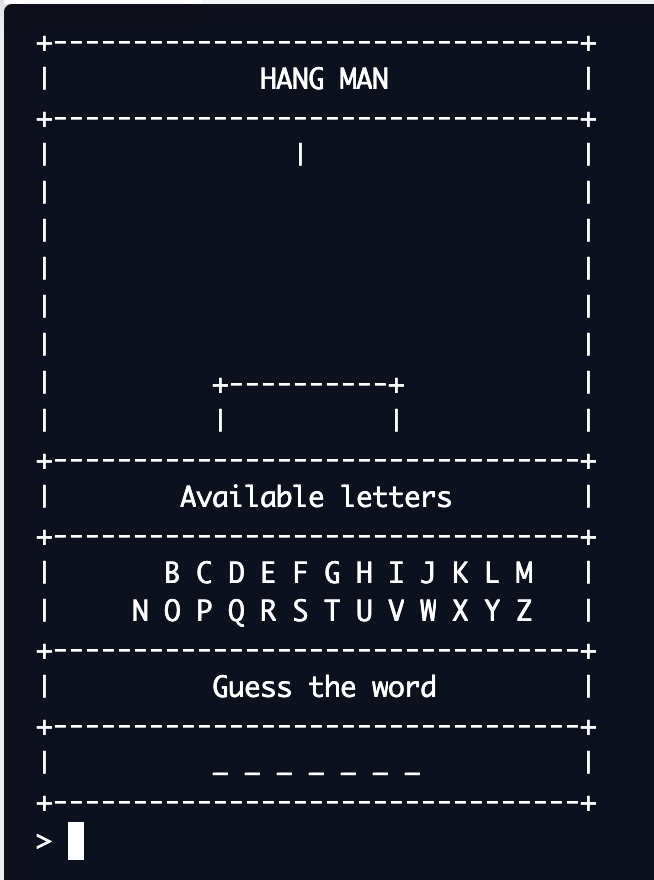 +---------------------------------+
|             HANG MAN            |
+---------------------------------+
|               |                 |
|                                 |
|                                 |
|                                 |
|                                 |
|                                 |
|          +----------+           |
|          |          |           |
+---------------------------------+
|        Available letters        |
+---------------------------------+
|       B C D E F G H I J K L M   |
|     N O P Q R S T U V W X Y Z   |
+---------------------------------+
|          Guess the word         |
+---------------------------------+
|          _ _ _ _ _ _ _          |
+---------------------------------+
>